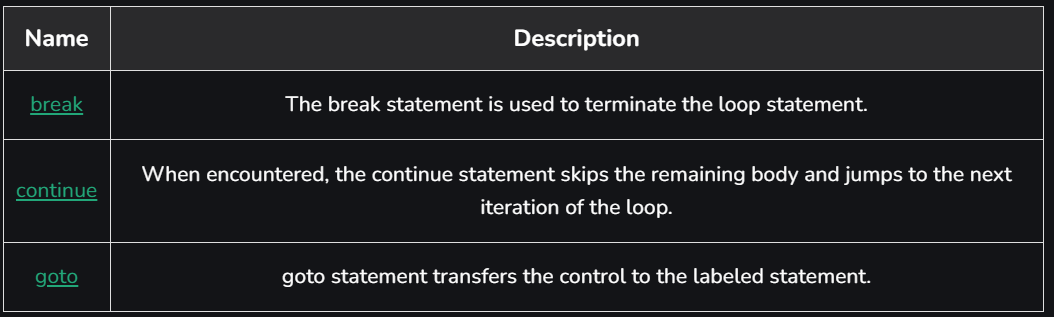 Name
Description
break
The break statement is used to terminate the loop statement.
continue
When encountered, the continue statement skips the remaining body and jumps to the next
iteration of the loop.
goto
goto statement transfers the control to the labeled statement.